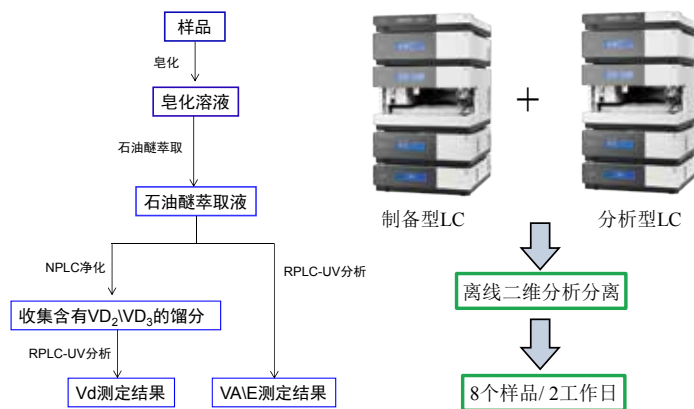 样品
皂化
皂化溶液
石油醚萃取
石油醚萃取液
NPLC净化
RPLC-UV分析
收集含有VD₂\VD₃的馏分
RPLC-UV分析
Vd测定结果
VA\E测定结果
+
制备型LC
分析型LC
离线二维分析分离
8个样品/ 2工作日